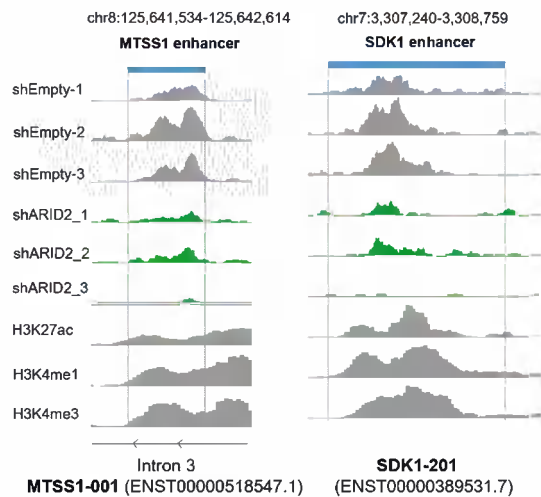 chr8:125,641,534-125,642,614
chr7:3,307,240-3,308,759
MTSS1 enhancer
SDK1 enhancer
shEmpty-1
shEmpty-2
shEmpty-3
shARID2_1
shARID2_2
shARID2_3
H3K27ac
H3K4me1
H3K4me3
Intron 3
MTSS1-001 (ENST00000518547.1)
SDK1-201
(ENST00000389531.7)